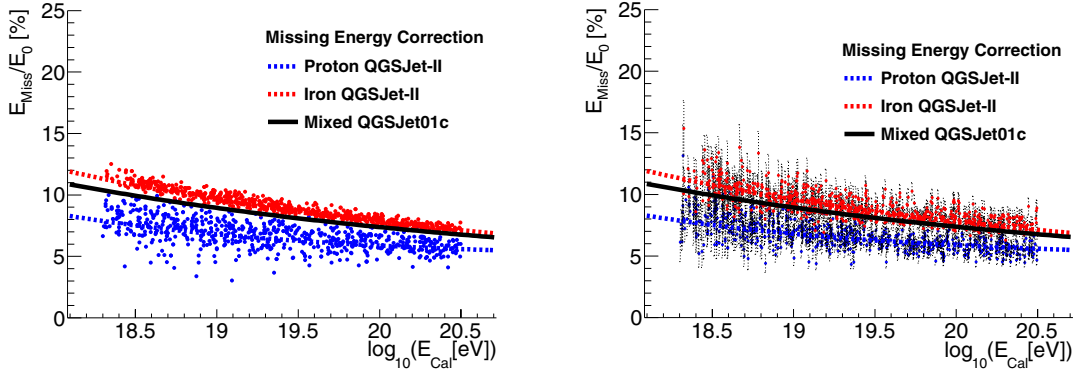 E_Miss/E_0 [%]
25
20
15
10
5
0
Missing Energy Correction
Proton QGSJet-II
Iron QGSJet-II
Mixed QGSJet01c
18.5 19 19.5 20 20.5
log_10(E_Cal[eV])
E_Miss/E_0 [%]
25
20
15
10
5
0
Missing Energy Correction
Proton QGSJet-II
Iron QGSJet-II
Mixed QGSJet01c
18.5 19 19.5 20 20.5
log_10(E_Cal[eV])